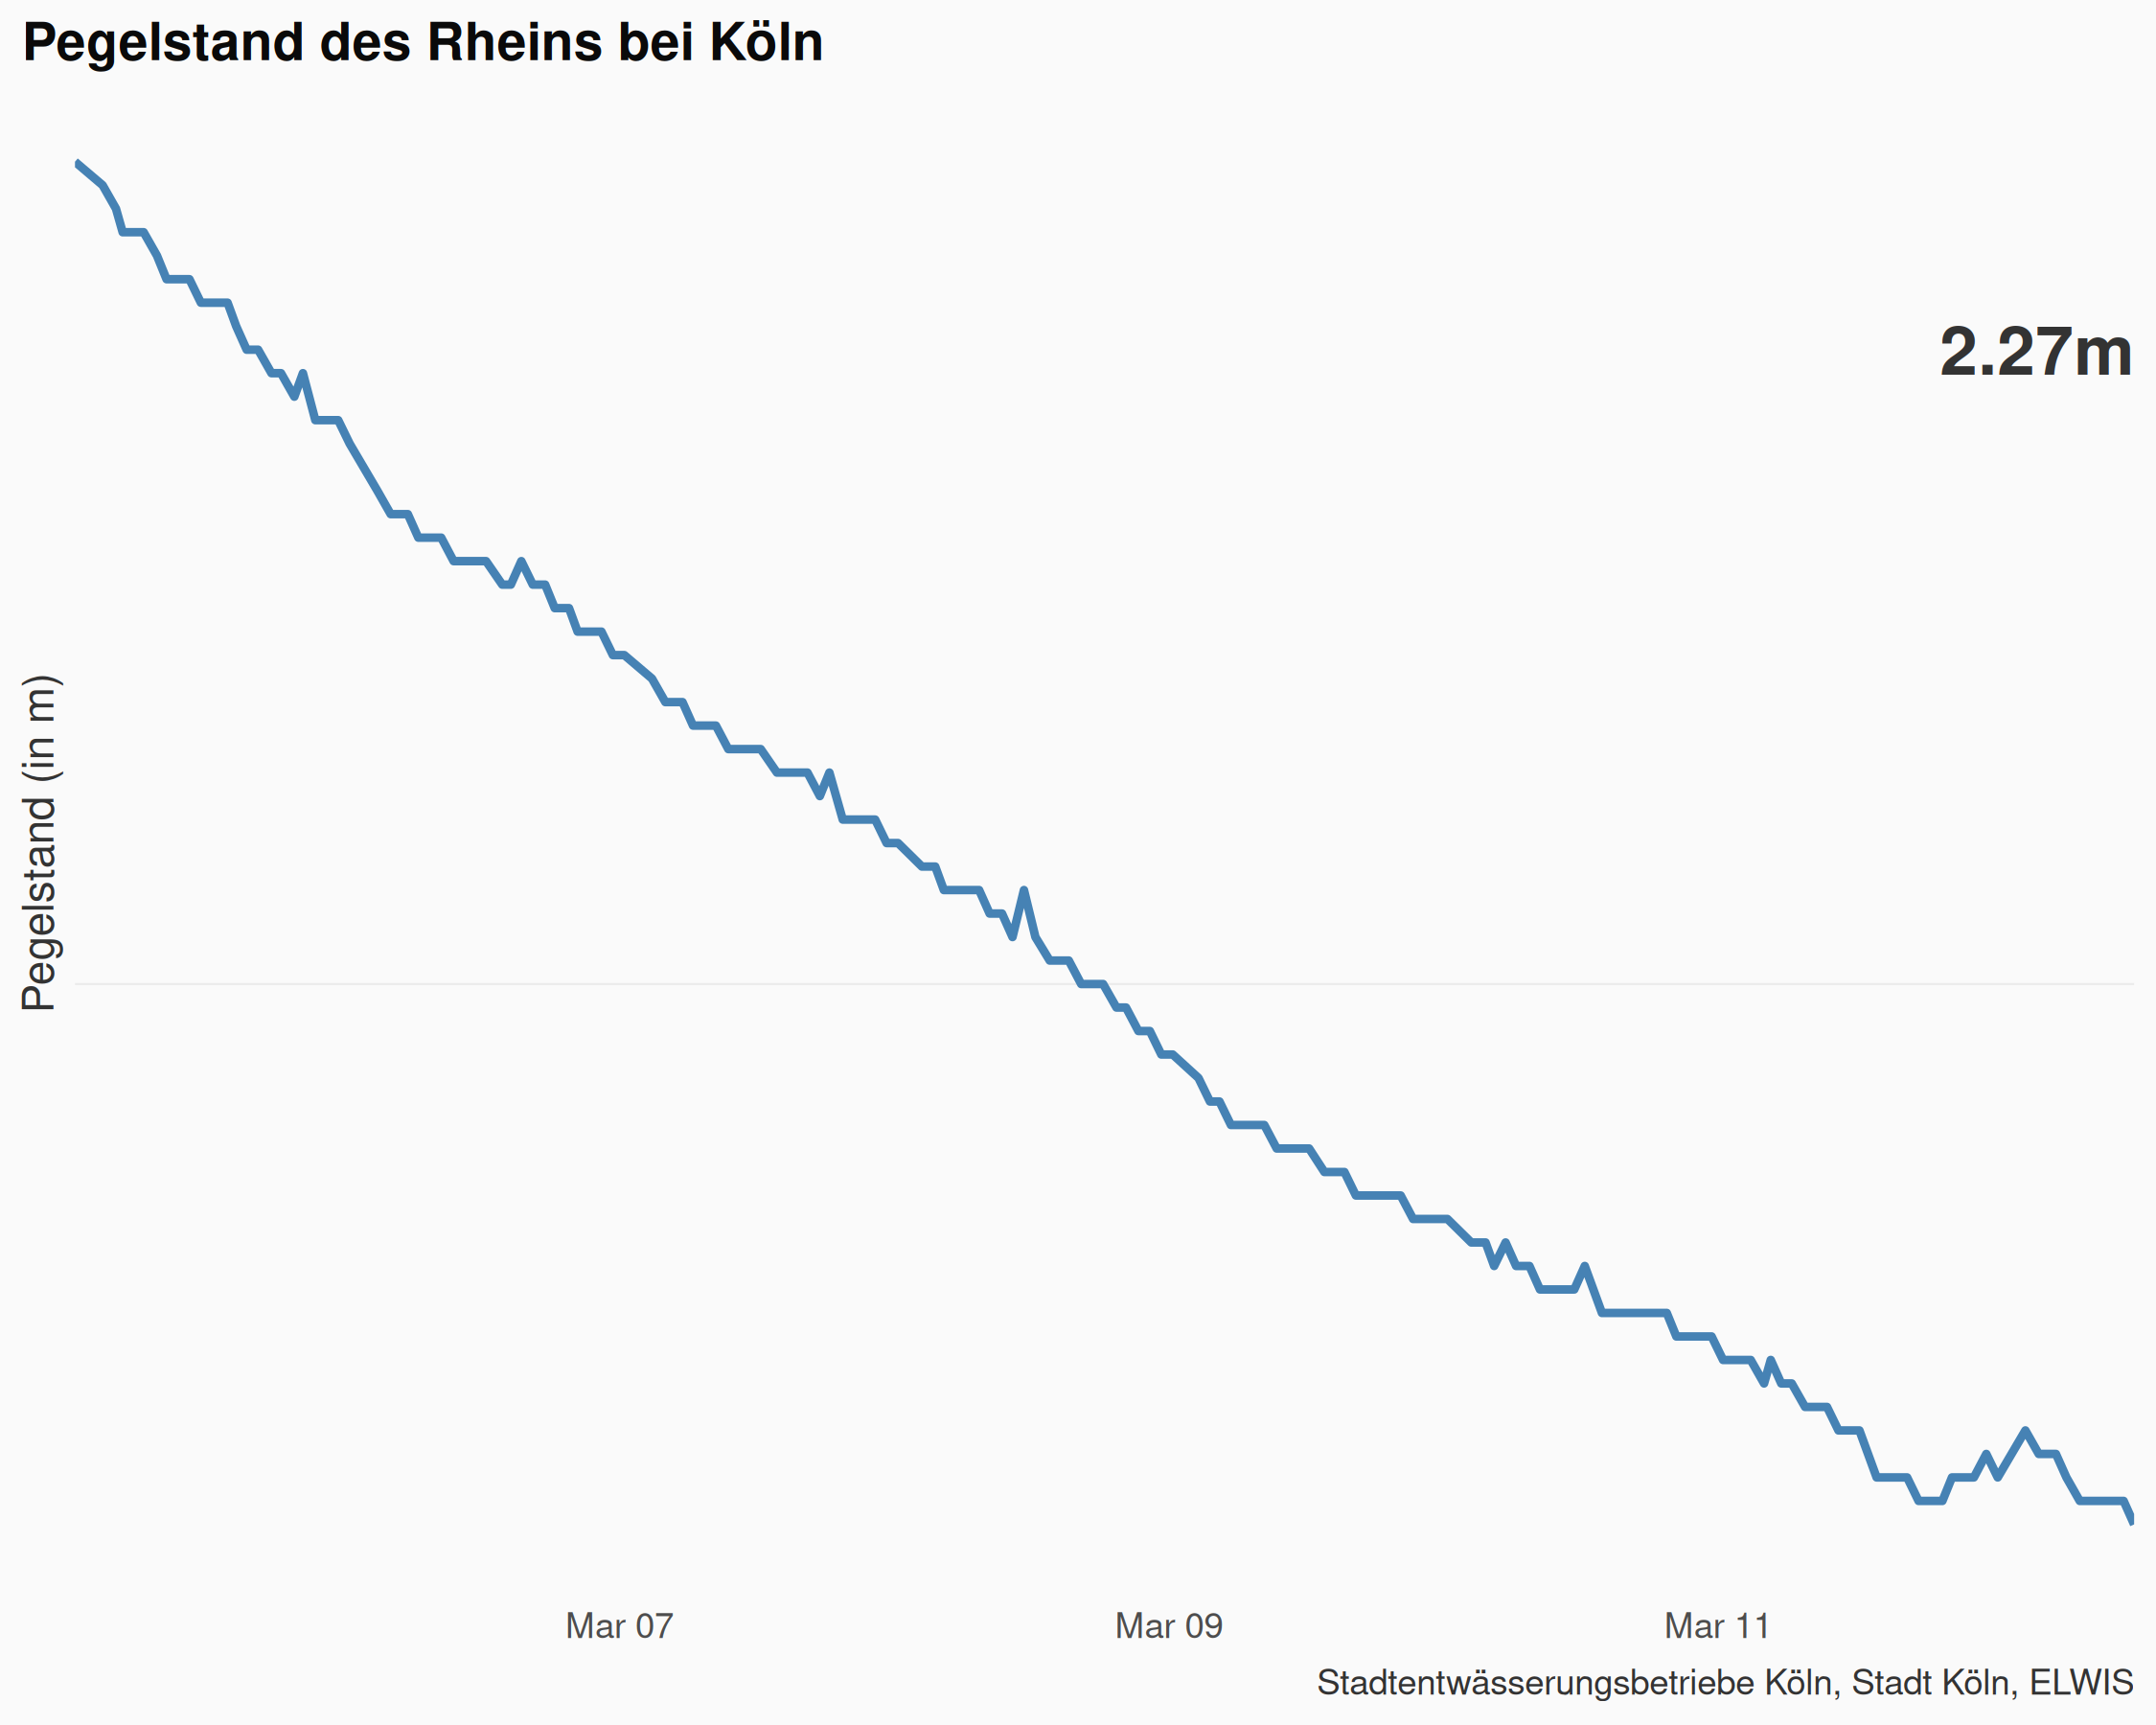 Pegelstand des Rheins bei Köln
2.27m
Pegelstand (in m)
Mar 07
Mar 09
Mar 11
Stadtentwässerungsbetriebe Köln, Stadt Köln, ELWIS